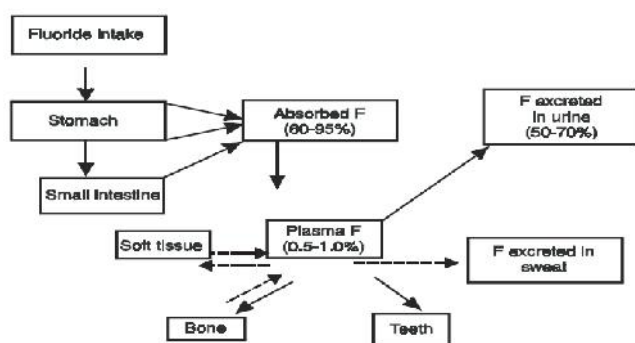 Fluoride intake
Stomach
Absorbed F
(60-95%)
F excreted
in urine
(50-70%)
Small intestine
Soft tissue
Plasma F
(0.5-1.0%)
F excreted in
sweat
Bone
Teeth